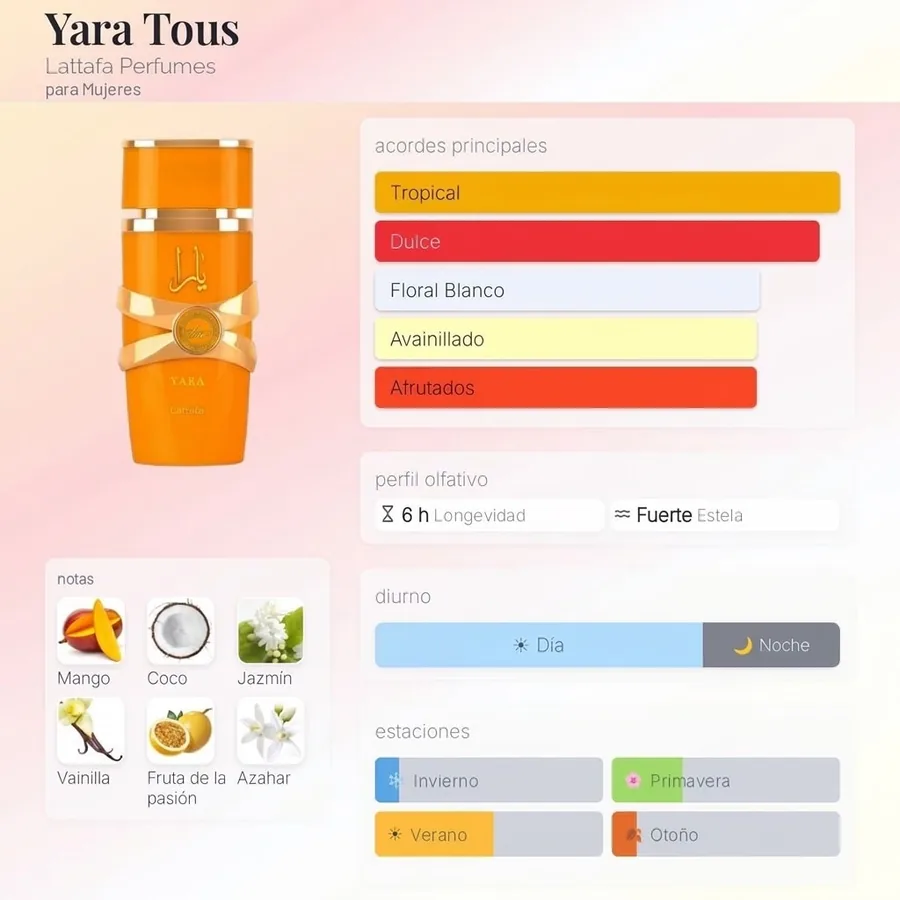 Yara Tous
Lattafa Perfumes
para Mujeres
يارا
YARA
Lattafa
notas
Mango
Coco
Jazmín
Vainilla
Fruta de la
pasión
Azahar
acordes principales
Tropical
Dulce
Floral Blanco
Avainillado
Afrutados
perfil olfativo
6 h Longevidad
Fuerte Estela
diurno
Día
Noche
estaciones
Invierno
Primavera
Verano
Otoño